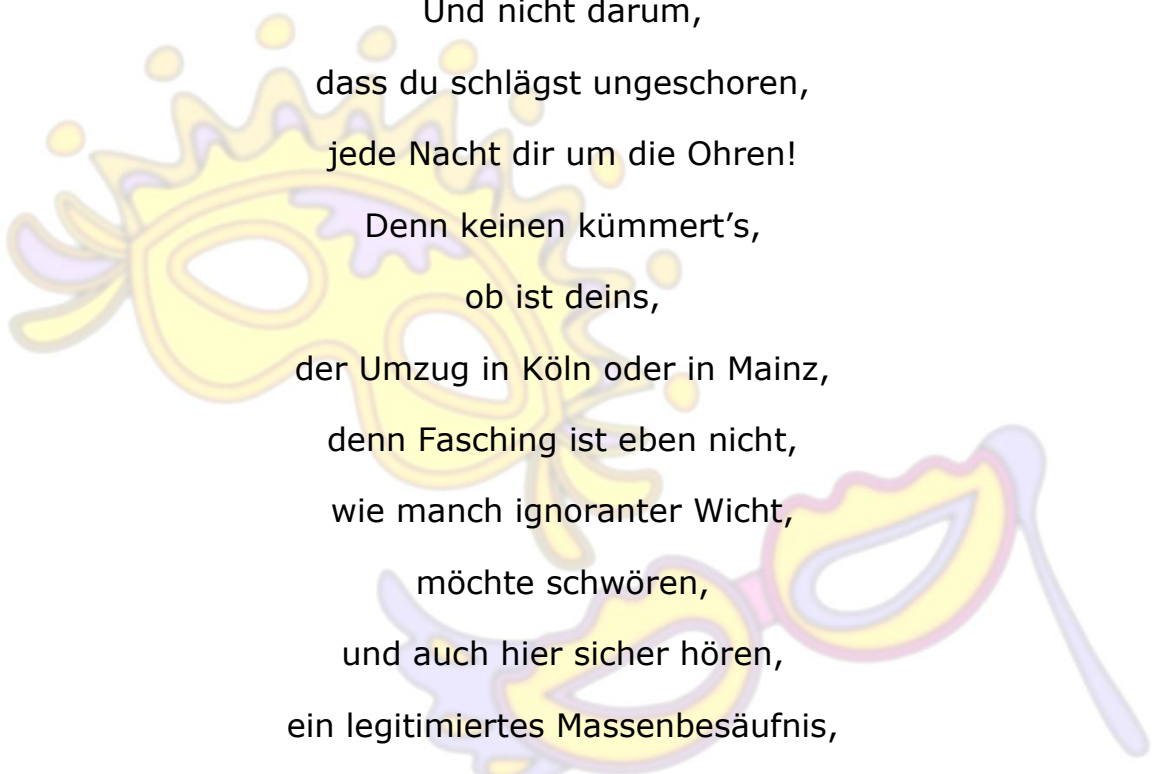 Und nicht darum,
dass du schlägst ungeschoren,
jede Nacht dir um die Ohren!
Denn keinen kümmert’s,
ob ist deins,
der Umzug in Köln oder in Mainz,
denn Fasching ist eben nicht,
wie manch ignoranter Wicht,
möchte schwören,
und auch hier sicher hören,
ein legitimiertes Massenbesäufnis,